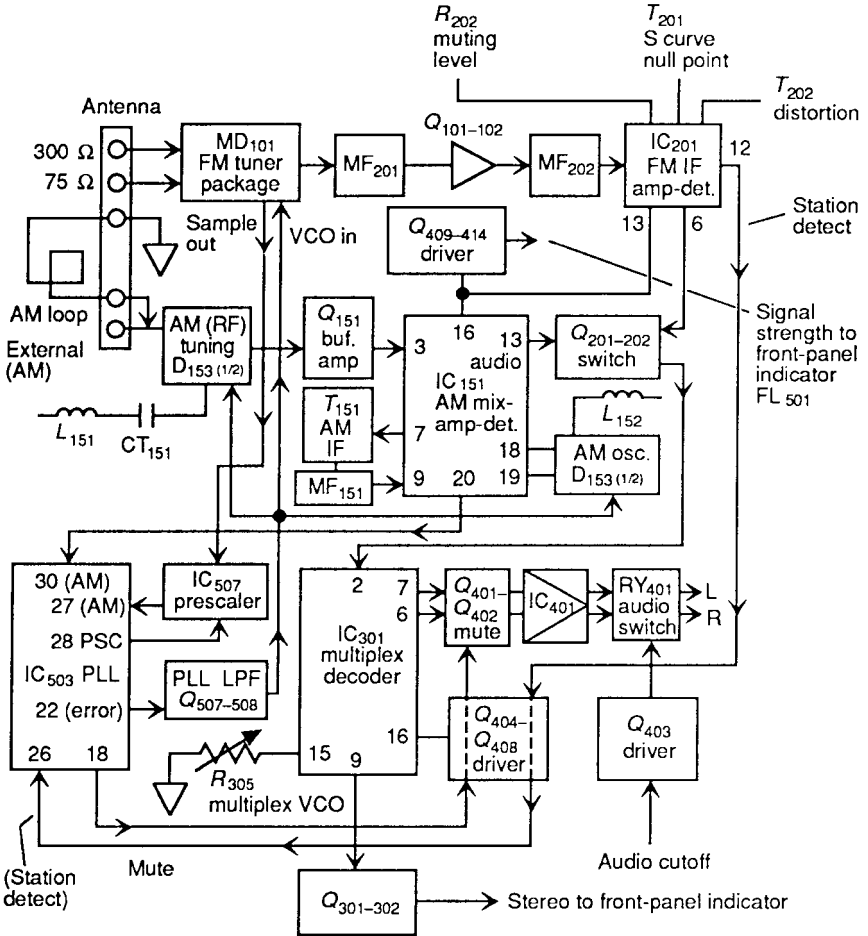 R202
muting
level
T201
S curve
null point
T202
distortion
Antenna
300 Ω
75 Ω
MD101
FM tuner
package
MF201
Q101–102
MF202
IC201
FM IF
amp-det.
12
13
6
Station
detect
Sample
out
VCO in
Q409–414
driver
AM loop
External
(AM)
AM (RF)
tuning
D153 (1/2)
Q151
buf.
amp
16
3
13
audio
IC151
AM mix-
amp-det.
7
18
9
20
19
Q201–202
switch
Signal
strength to
front-panel
indicator
FL501
L151
CT151
T151
AM
IF
MF151
L152
AM osc.
D153 (1/2)
30 (AM)
27 (AM)
28 PSC
IC503 PLL
22 (error)
26
18
IC507
prescaler
PLL LPF
Q507–508
2
7
6
IC301
multiplex
decoder
16
15
9
Q401–
Q402
mute
IC401
RY401
audio
switch
L
R
Q404–
Q408
driver
Q403
driver
R305
multiplex VCO
Mute
(Station
detect)
Audio cutoff
Q301–302
Stereo to front-panel indicator